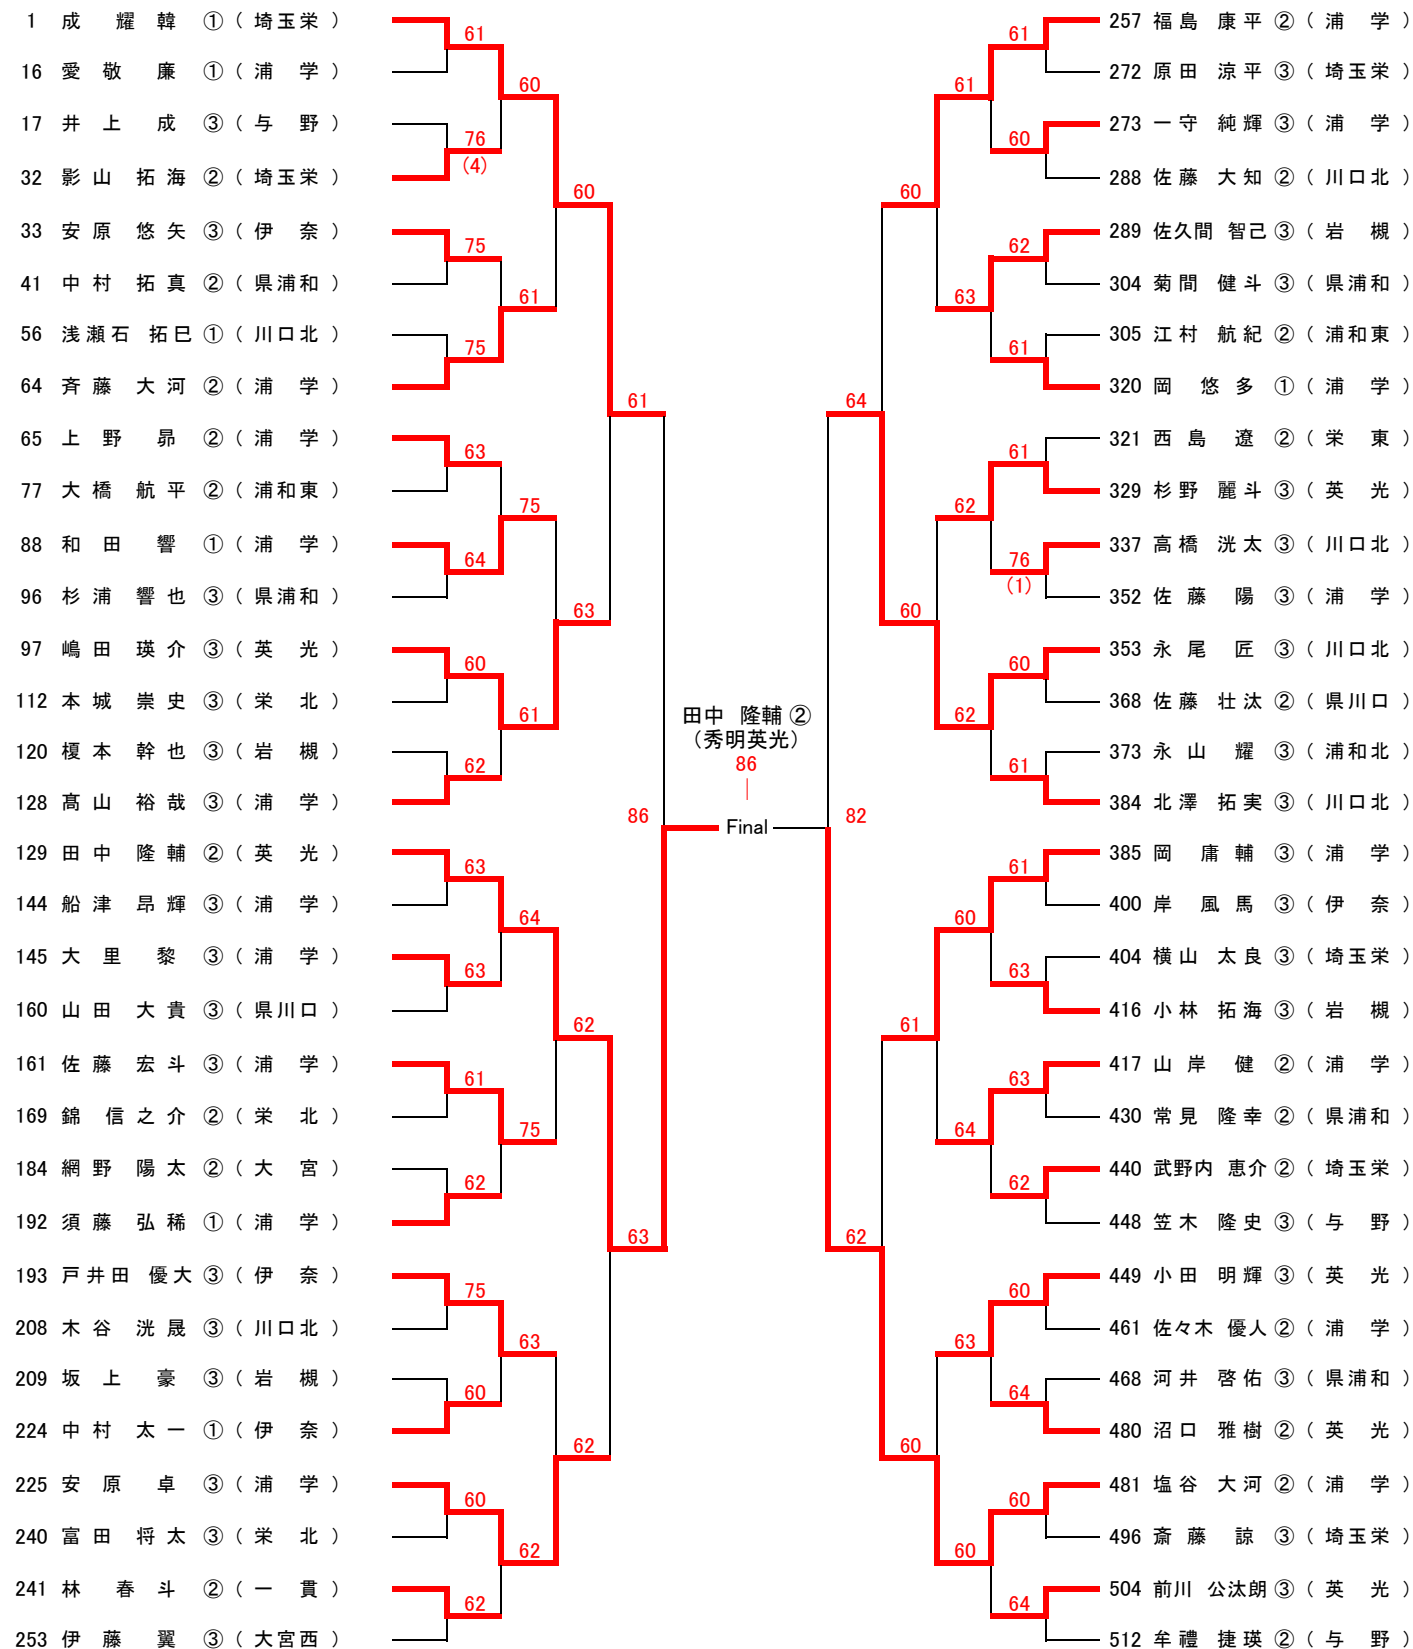 1 成 耀 韓 ① ( 埼玉栄 )
61
16 愛 敬 廉 ① ( 浦 学 )
60
17 井 上 成 ③ ( 与 野 )
76
(4)
32 影 山 拓 海 ② ( 埼玉栄 )
60
33 安 原 悠 矢 ③ ( 伊 奈 )
75
41 中 村 拓 真 ② ( 県浦和 )
61
56 浅瀬石 拓巳 ① ( 川口北 )
75
64 斉 藤 大 河 ② ( 浦 学 )
61
65 上 野 昴 ② ( 浦 学 )
63
77 大 橋 航 平 ② ( 浦和東 )
75
88 和 田 響 ① ( 浦 学 )
64
96 杉 浦 響 也 ③ ( 県浦和 )
63
97 嶋 田 瑛 介 ③ ( 英 光 )
60
112 本 城 崇 史 ③ ( 栄 北 )
61
120 榎 本 幹 也 ③ ( 岩 槻 )
62
128 髙 山 裕 哉 ③ ( 浦 学 )
86
129 田 中 隆 輔 ② ( 英 光 )
63
144 船 津 昂 輝 ③ ( 浦 学 )
64
145 大 里 黎 ③ ( 浦 学 )
63
160 山 田 大 貴 ③ ( 県川口 )
62
161 佐 藤 宏 斗 ③ ( 浦 学 )
61
169 錦 信 之 介 ② ( 栄 北 )
75
184 網 野 陽 太 ② ( 大 宮 )
62
192 須 藤 弘 稀 ① ( 浦 学 )
63
193 戸井田 優大 ③ ( 伊 奈 )
75
208 木 谷 洸 晟 ③ ( 川口北 )
63
209 坂 上 豪 ③ ( 岩 槻 )
60
224 中 村 太 一 ① ( 伊 奈 )
62
225 安 原 卓 ③ ( 浦 学 )
60
240 富 田 将 太 ③ ( 栄 北 )
62
241 林 春 斗 ② ( 一 貫 )
62
253 伊 藤 翼 ③ ( 大宮西 )
田中 隆輔 ②
（秀明英光）
86
Final
257 福島 康平 ② ( 浦 学 )
61
272 原田 涼平 ③ ( 埼玉栄 )
61
273 一守 純輝 ③ ( 浦 学 )
60
288 佐藤 大知 ② ( 川口北 )
60
289 佐久間 智己 ③ ( 岩 槻 )
62
304 菊間 健斗 ③ ( 県浦和 )
63
305 江村 航紀 ② ( 浦和東 )
61
320 岡 悠多 ① ( 浦 学 )
64
321 西島 遼 ② ( 栄 東 )
61
329 杉野 麗斗 ③ ( 英 光 )
62
337 高橋 洸太 ③ ( 川口北 )
76
(1)
352 佐藤 陽 ③ ( 浦 学 )
60
353 永尾 匠 ③ ( 川口北 )
60
368 佐藤 壮汰 ② ( 県川口 )
62
373 永山 耀 ③ ( 浦和北 )
61
384 北澤 拓実 ③ ( 川口北 )
82
385 岡 庸輔 ③ ( 浦 学 )
61
400 岸 風馬 ③ ( 伊 奈 )
60
404 横山 太良 ③ ( 埼玉栄 )
63
416 小林 拓海 ③ ( 岩 槻 )
61
417 山岸 健 ② ( 浦 学 )
63
430 常見 隆幸 ② ( 県浦和 )
64
440 武野内 恵介 ② ( 埼玉栄 )
62
448 笠木 隆史 ③ ( 与 野 )
62
449 小田 明輝 ③ ( 英 光 )
60
461 佐々木 優人 ② ( 浦 学 )
63
468 河井 啓佑 ③ ( 県浦和 )
64
480 沼口 雅樹 ② ( 英 光 )
60
481 塩谷 大河 ② ( 浦 学 )
60
496 斎藤 諒 ③ ( 埼玉栄 )
60
504 前川 公汰朗 ③ ( 英 光 )
64
512 牟禮 捷瑛 ② ( 与 野 )